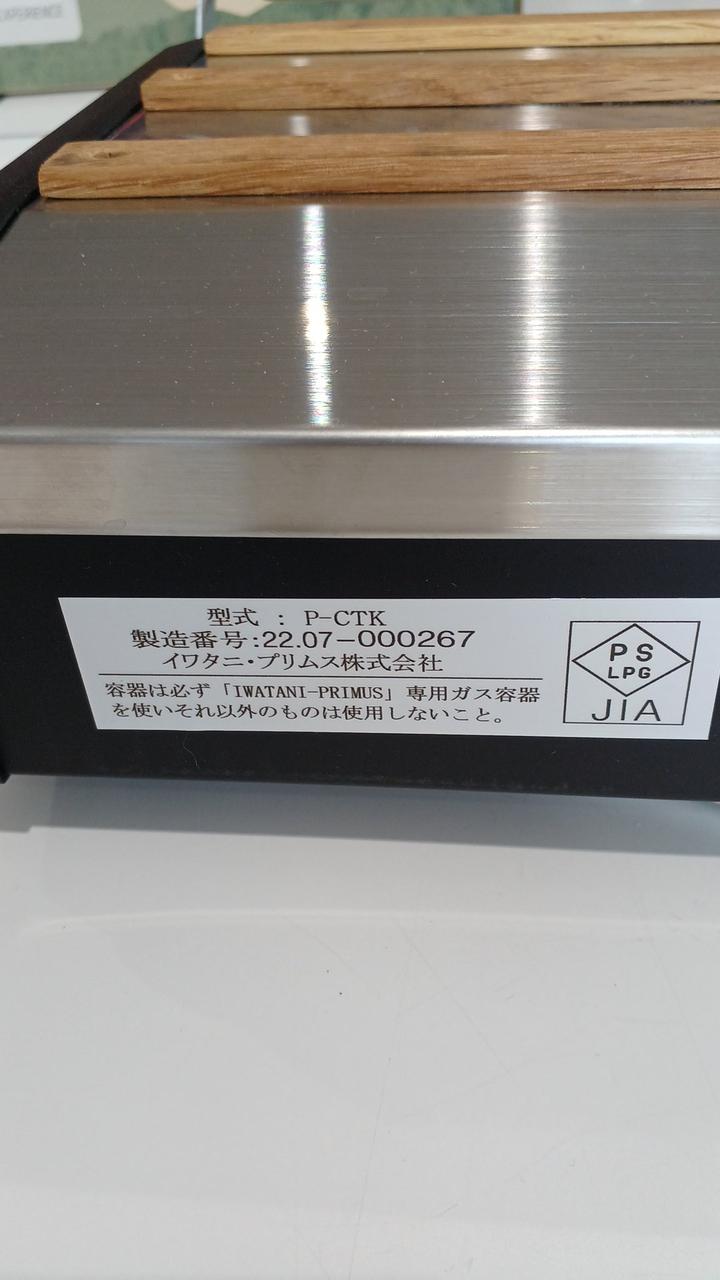 EXPERIENCE
型式 : P-CTK
製造番号:22.07-000267
イワタニ・プリムス株式会社
容器は必ず「IWATANI-PRIMUS」専用ガス容器
を使いそれ以外のものは使用しないこと。
PS
LPG
JIA